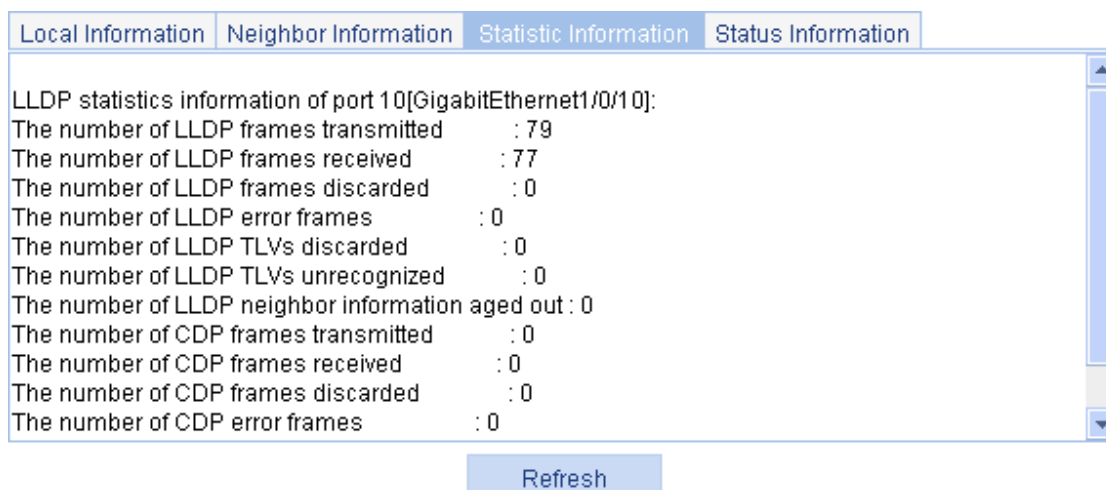 Local Information Neighbor Information Statistic Information Status Information
LLDP statistics information of port 10[GigabitEthernet1/0/10]:
The number of LLDP frames transmitted : 79
The number of LLDP frames received : 77
The number of LLDP frames discarded : 0
The number of LLDP error frames : 0
The number of LLDP TLVs discarded : 0
The number of LLDP TLVs unrecognized : 0
The number of LLDP neighbor information aged out : 0
The number of CDP frames transmitted : 0
The number of CDP frames received : 0
The number of CDP frames discarded : 0
The number of CDP error frames : 0
Refresh